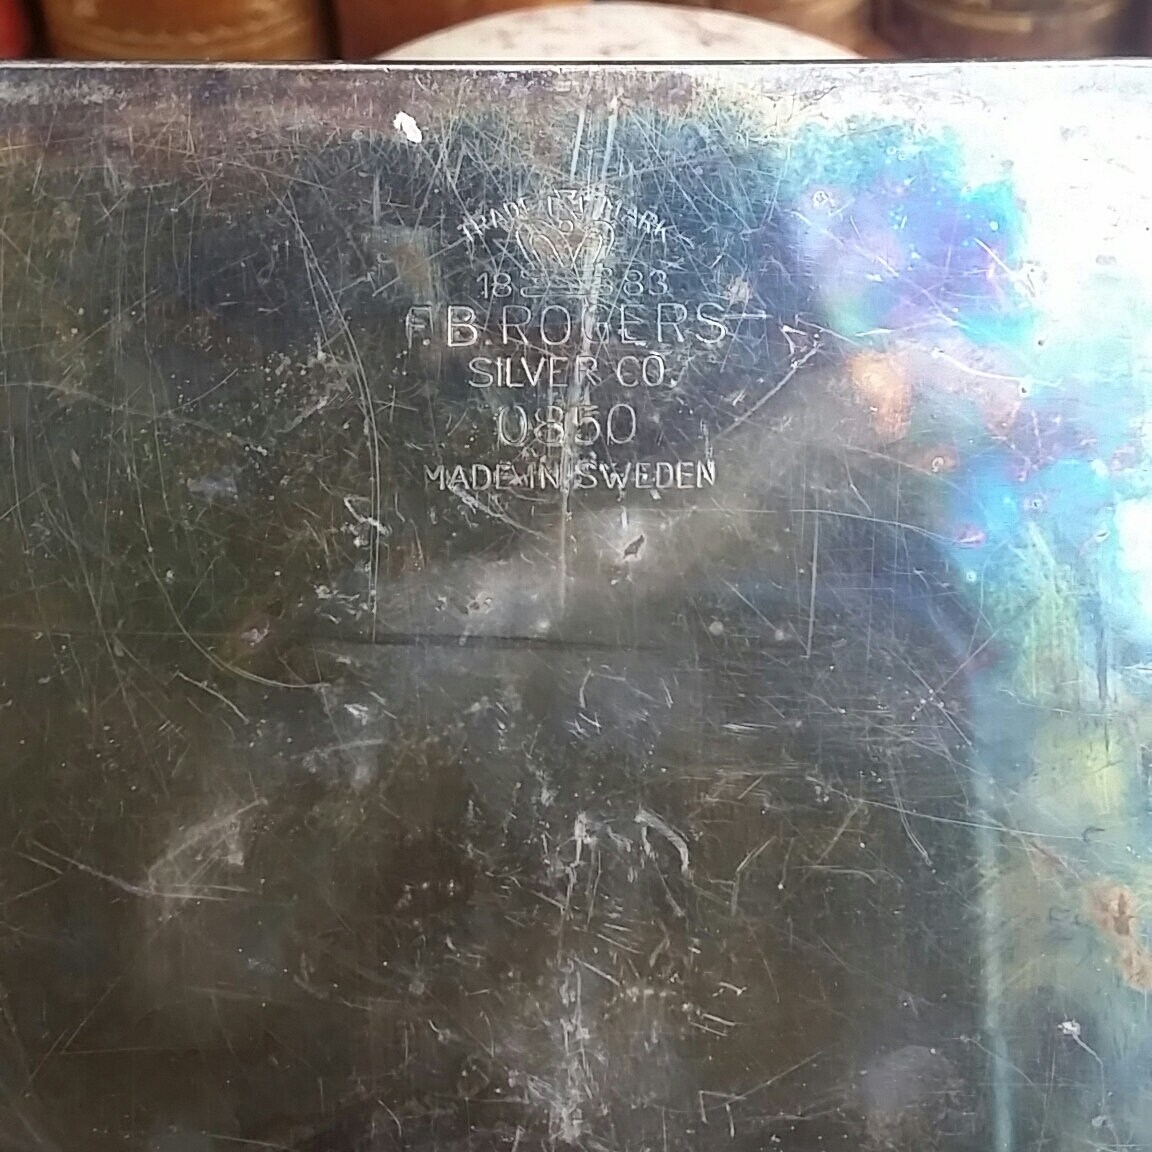 TRADE MARK
18 83
F.B. ROGERS
SILVER CO.
0850
MADE IN SWEDEN